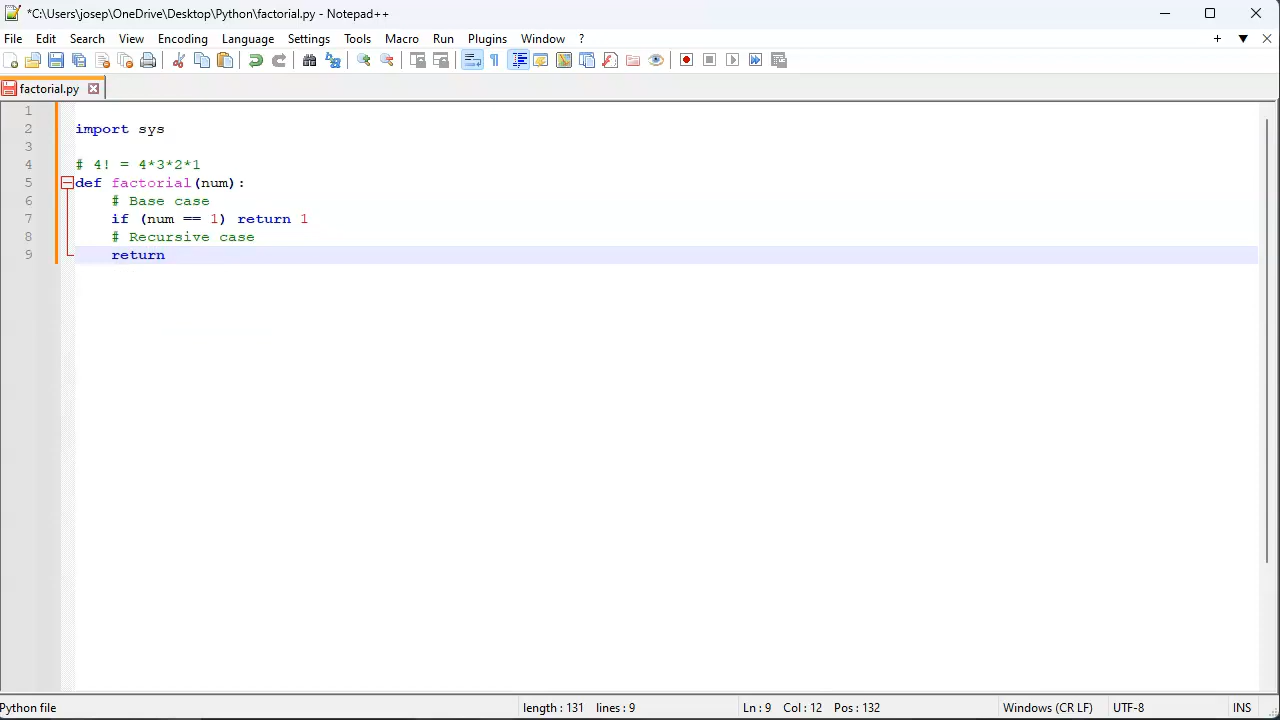 *C:\Users\josep\OneDrive\Desktop\Python\factorial.py - Notepad++
File Edit Search View Encoding Language Settings Tools Macro Run Plugins Window ?
factorial.py
1
2 import sys
3
4 # 4! = 4*3*2*1
5 def factorial(num):
6 # Base case
7 if (num == 1) return 1
8 # Recursive case
9 return
Python file length : 131 lines : 9 Ln : 9 Col : 12 Pos : 132 Windows (CR LF) UTF-8 INS